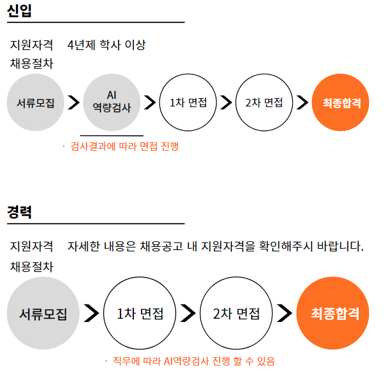 신입
지원자격 4년제 학사 이상
채용절차
서류모집
AI
역량검사
1차 면접
2차 면접
최종합격
· 검사결과에 따라 면접 진행
경력
지원자격 자세한 내용은 채용공고 내 지원자격을 확인해주시 바랍니다.
채용절차
서류모집
1차 면접
2차 면접
최종합격
· 직무에 따라 AI역량검사 진행 할 수 있음